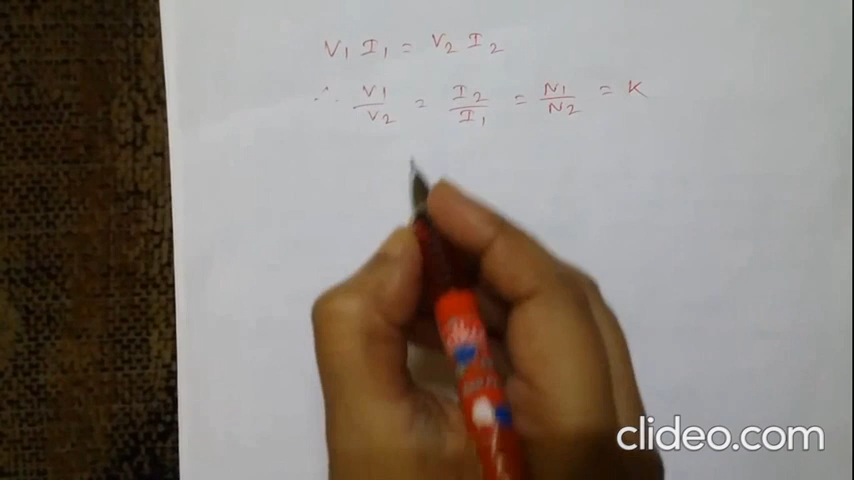 V1 I1 = V2 I2
∴ V1/V2 = I2/I1 = N1/N2 = K
clideo.com